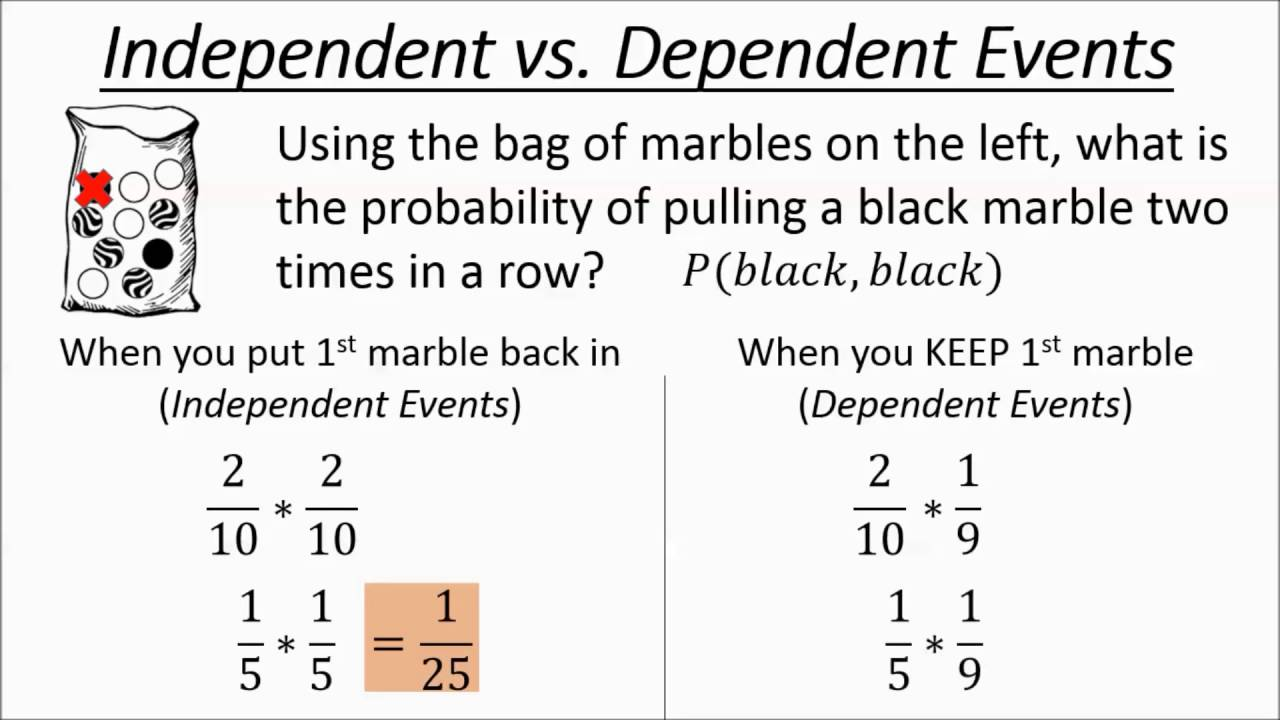 Independent vs. Dependent Events
Using the bag of marbles on the left, what is
the probability of pulling a black marble two
times in a row? P(black, black)
When you put 1st marble back in
(Independent Events)
2/10 * 2/10
1/5 * 1/5 = 1/25
When you KEEP 1st marble
(Dependent Events)
2/10 * 1/9
1/5 * 1/9